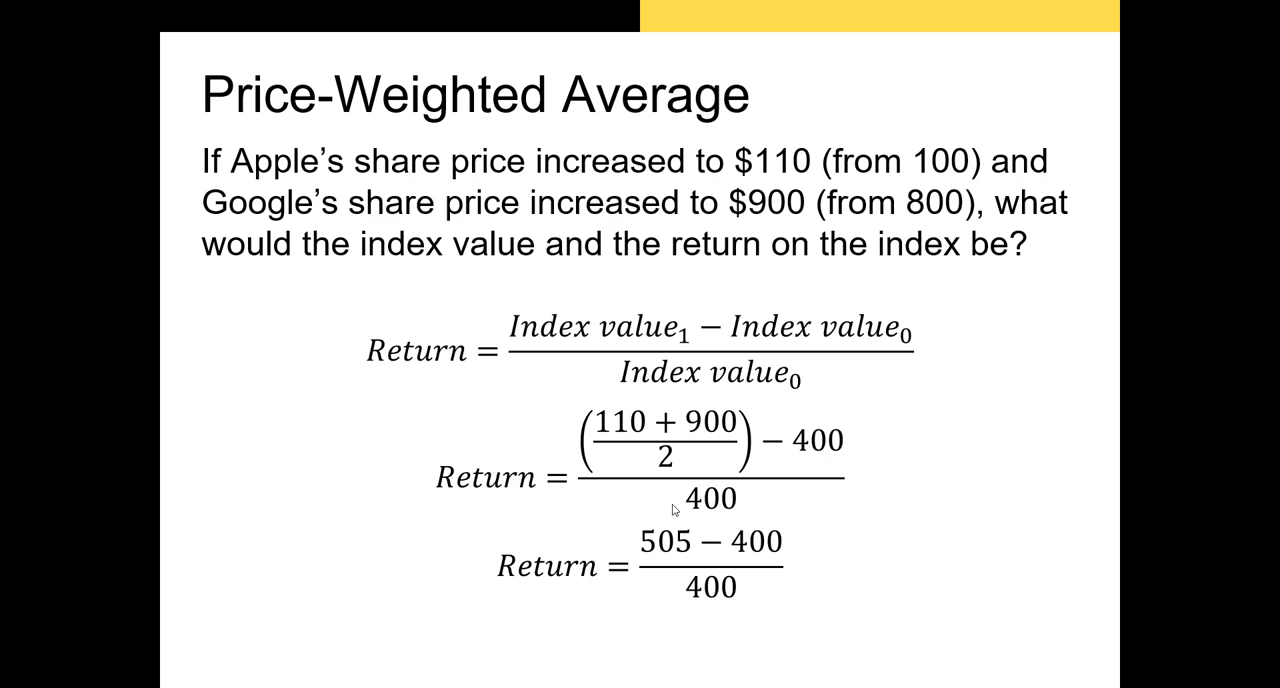 Price-Weighted Average
If Apple’s share price increased to $110 (from 100) and
Google’s share price increased to $900 (from 800), what
would the index value and the return on the index be?
Return = (Index value₁ − Index value₀) / Index value₀
Return = ((110 + 900) / 2 − 400) / 400
Return = (505 − 400) / 400